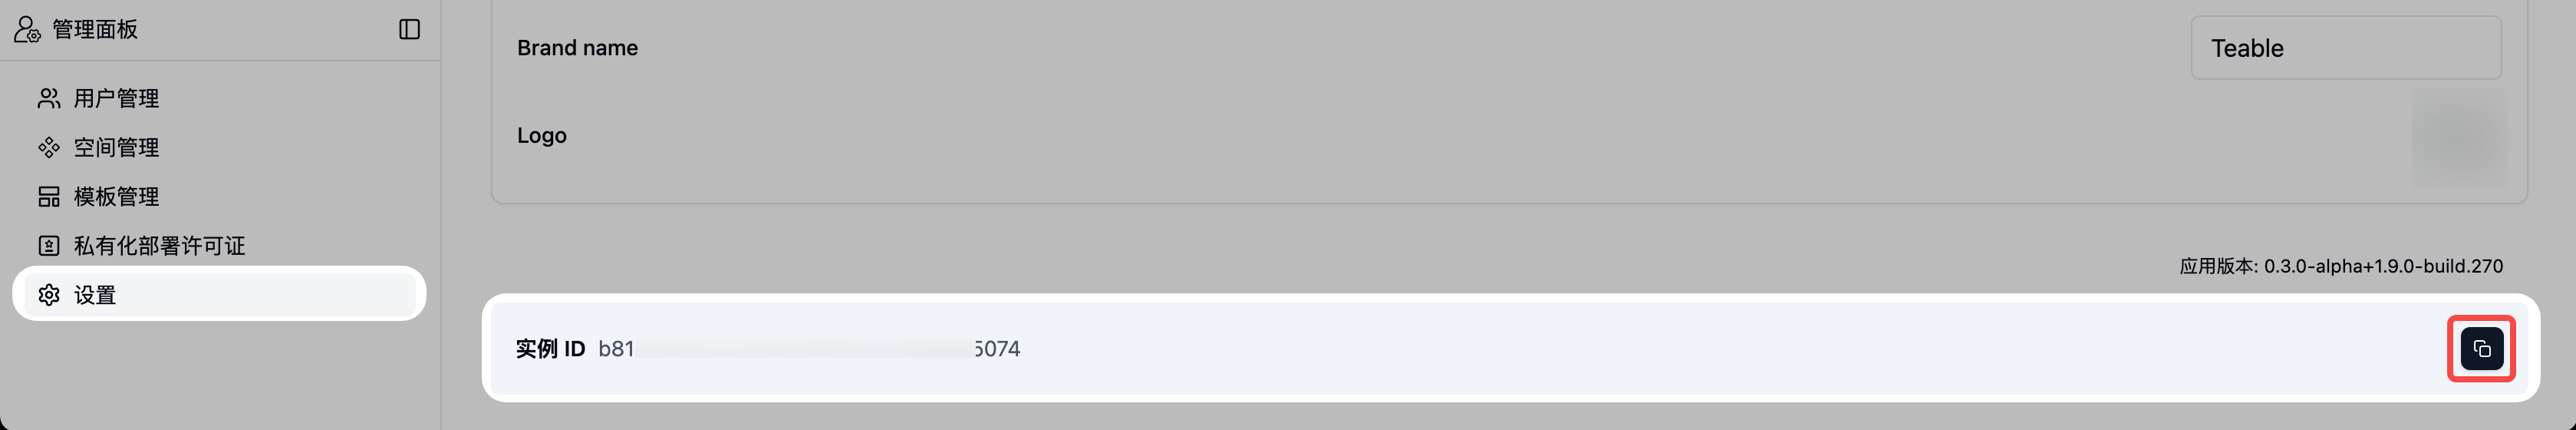 管理面板
用户管理
空间管理
模板管理
私有化部署许可证
设置
Brand name
Teable
Logo
应用版本: 0.3.0-alpha+1.9.0-build.270
实例 ID b81 5074